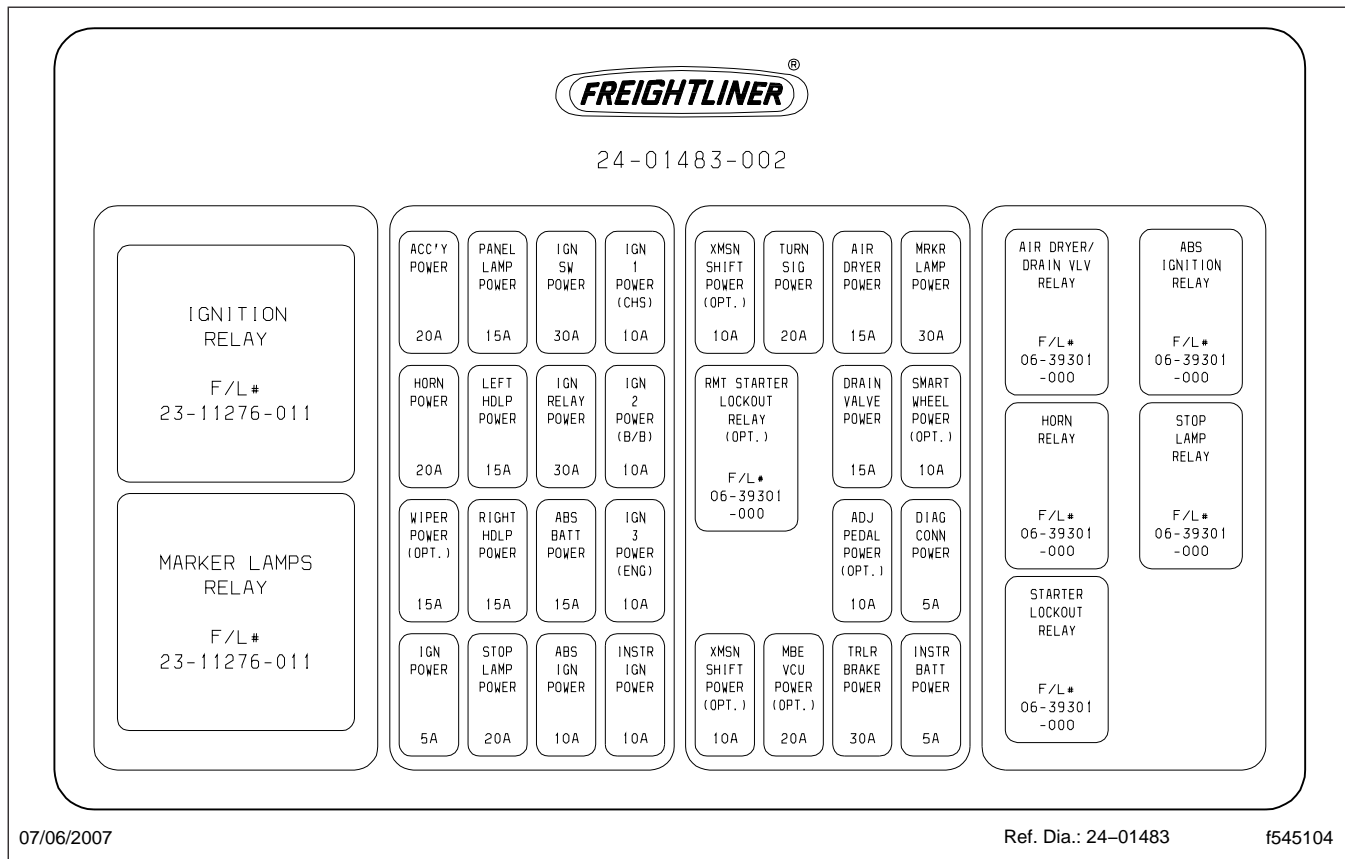 FREIGHTLINER®
24-01483-002
IGNITION
RELAY
F/L#
23-11276-011
MARKER LAMPS
RELAY
F/L#
23-11276-011
ACC'Y
POWER
20A
PANEL
LAMP
POWER
15A
IGN
SW
POWER
30A
IGN
1
POWER
(CHS)
10A
HORN
POWER
20A
LEFT
HDLP
POWER
15A
IGN
RELAY
POWER
30A
IGN
2
POWER
(B/B)
10A
WIPER
POWER
(OPT.)
15A
RIGHT
HDLP
POWER
15A
ABS
BATT
POWER
15A
IGN
3
POWER
(ENG)
10A
IGN
POWER
5A
STOP
LAMP
POWER
20A
ABS
IGN
POWER
10A
INSTR
IGN
POWER
10A
XMSN
SHIFT
POWER
(OPT.)
10A
TURN
SIG
POWER
20A
AIR
DRYER
POWER
15A
MRKR
LAMP
POWER
30A
RMT STARTER
LOCKOUT
RELAY
(OPT.)
F/L#
06-39301
-000
DRAIN
VALVE
POWER
15A
SMART
WHEEL
POWER
(OPT.)
10A
ADJ
PEDAL
POWER
(OPT.)
10A
DIAG
CONN
POWER
5A
XMSN
SHIFT
POWER
(OPT.)
10A
MBE
VCU
POWER
(OPT.)
20A
TRLR
BRAKE
POWER
30A
INSTR
BATT
POWER
5A
AIR DRYER/
DRAIN VLV
RELAY
F/L#
06-39301
-000
ABS
IGNITION
RELAY
F/L#
06-39301
-000
HORN
RELAY
F/L#
06-39301
-000
STOP
LAMP
RELAY
F/L#
06-39301
-000
STARTER
LOCKOUT
RELAY
F/L#
06-39301
-000
07/06/2007
Ref. Dia.: 24–01483
f545104